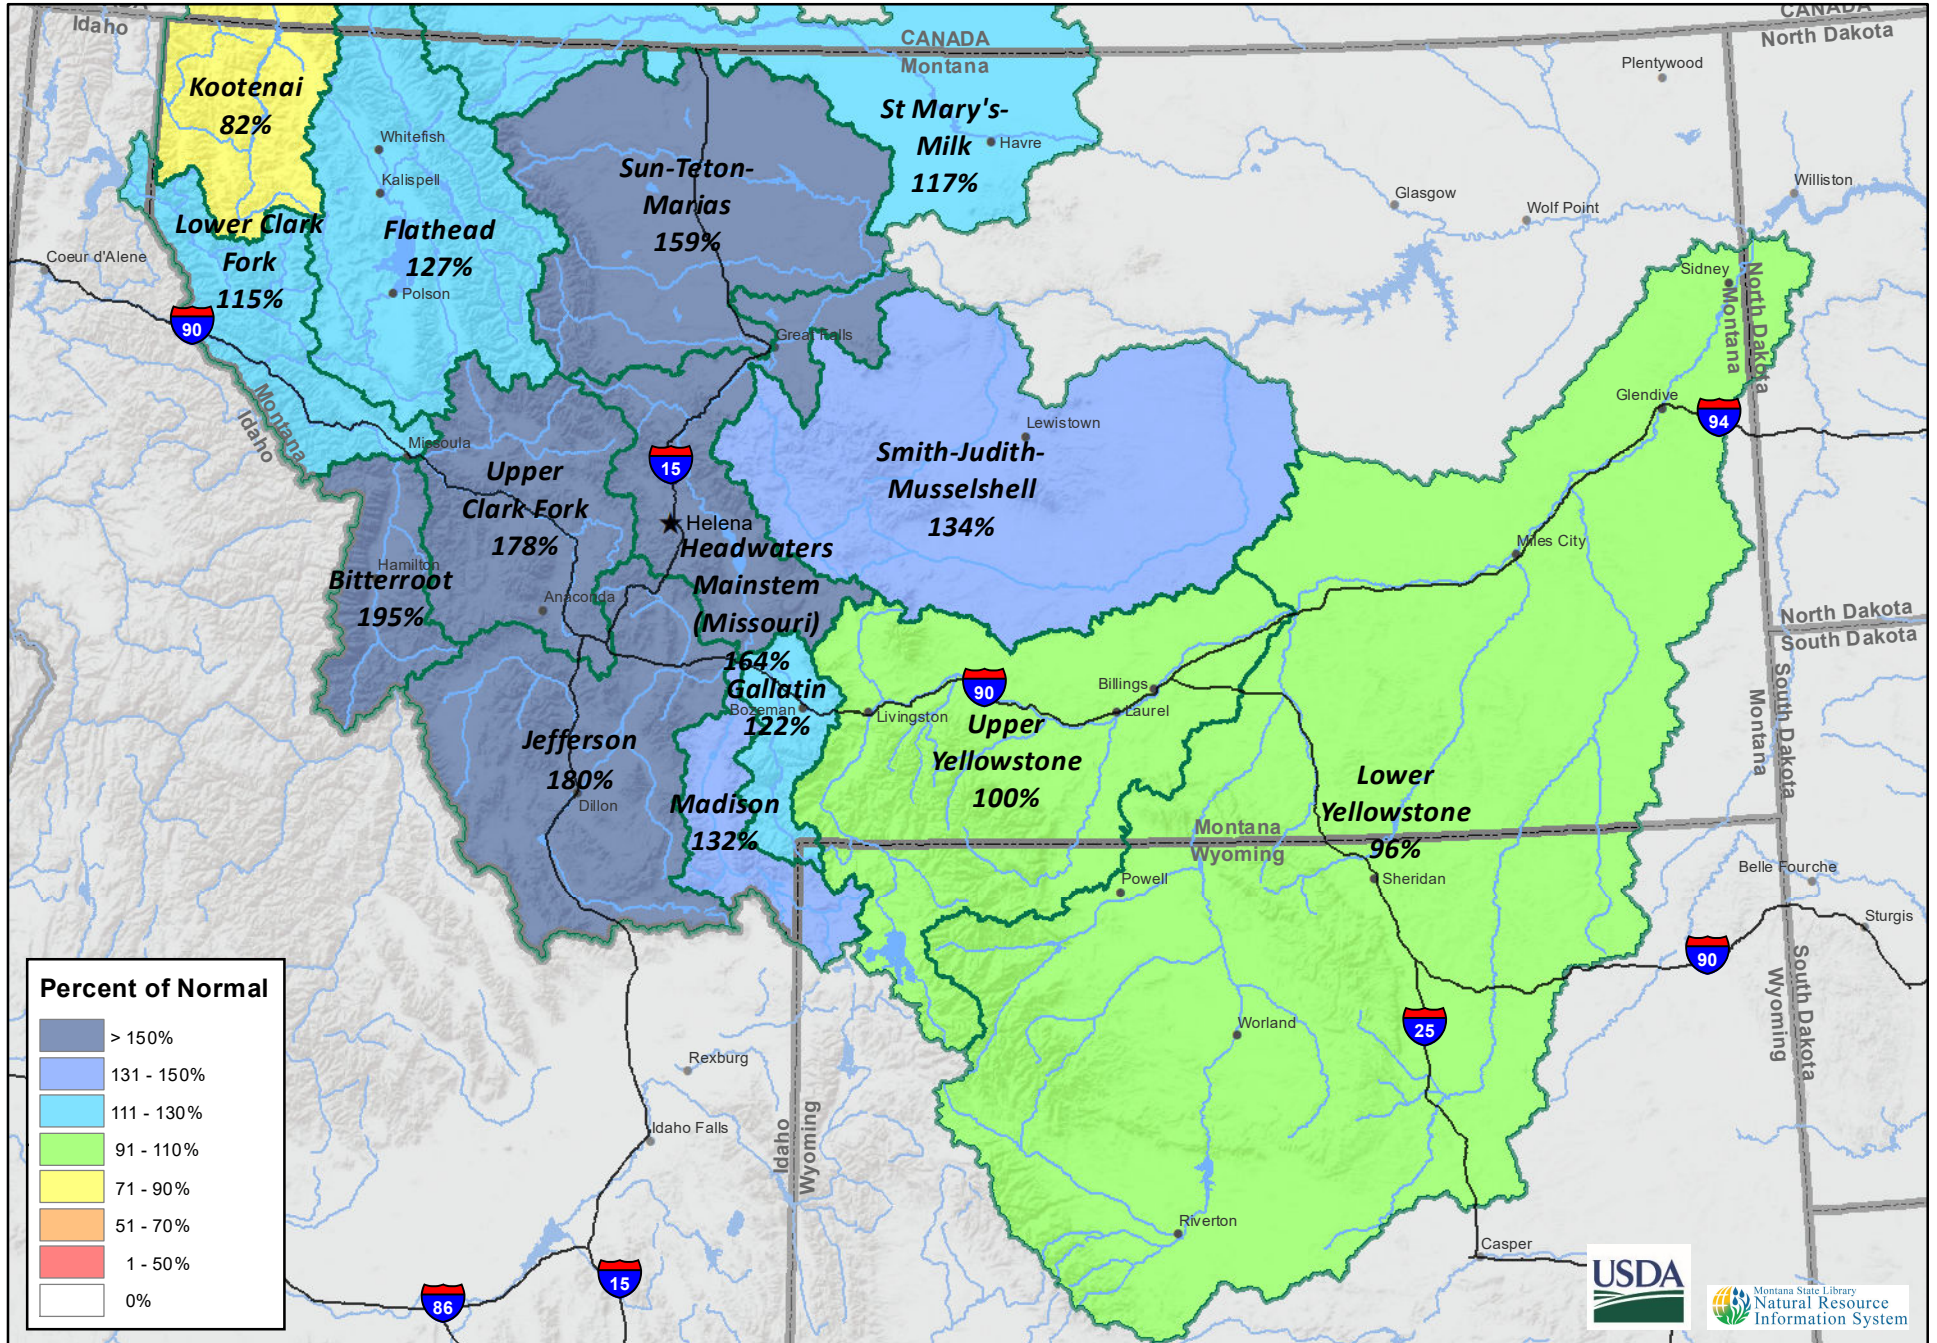 CANADA
Idaho
CANADA
Montana
CANADA
North Dakota
Plentywood
Kootenai
82%
Whitefish
Kalispell
St Mary's-
Milk
117%
Havre
Sun-Teton-
Marias
159%
Glasgow
Wolf Point
Williston
Lower Clark
Fork
115%
Flathead
127%
Polson
Coeur d'Alene
90
Sidney
Montana
North Dakota
Great Falls
Montana
Idaho
Missoula
Glendive
94
Lewistown
Smith-Judith-
Musselshell
134%
15
Helena
Upper
Clark Fork
178%
Headwaters
Mainstem
(Missouri)
164%
Hamilton
Bitterroot
195%
Anaconda
Miles City
North Dakota
South Dakota
Gallatin
Bozeman
122%
Livingston
90
Billings
Laurel
Upper
Yellowstone
100%
Montana
South Dakota
Jefferson
180%
Dillon
Madison
132%
Lower
Yellowstone
96%
Montana
Wyoming
Powell
Sheridan
Belle Fourche
Sturgis
90
Wyoming
South Dakota
25
Worland
Rexburg
Idaho Falls
Idaho
Wyoming
Riverton
Casper
15
86
Percent of Normal
> 150%
131 - 150%
111 - 130%
91 - 110%
71 - 90%
51 - 70%
1 - 50%
0%
USDA
Montana State Library
Natural Resource
Information System